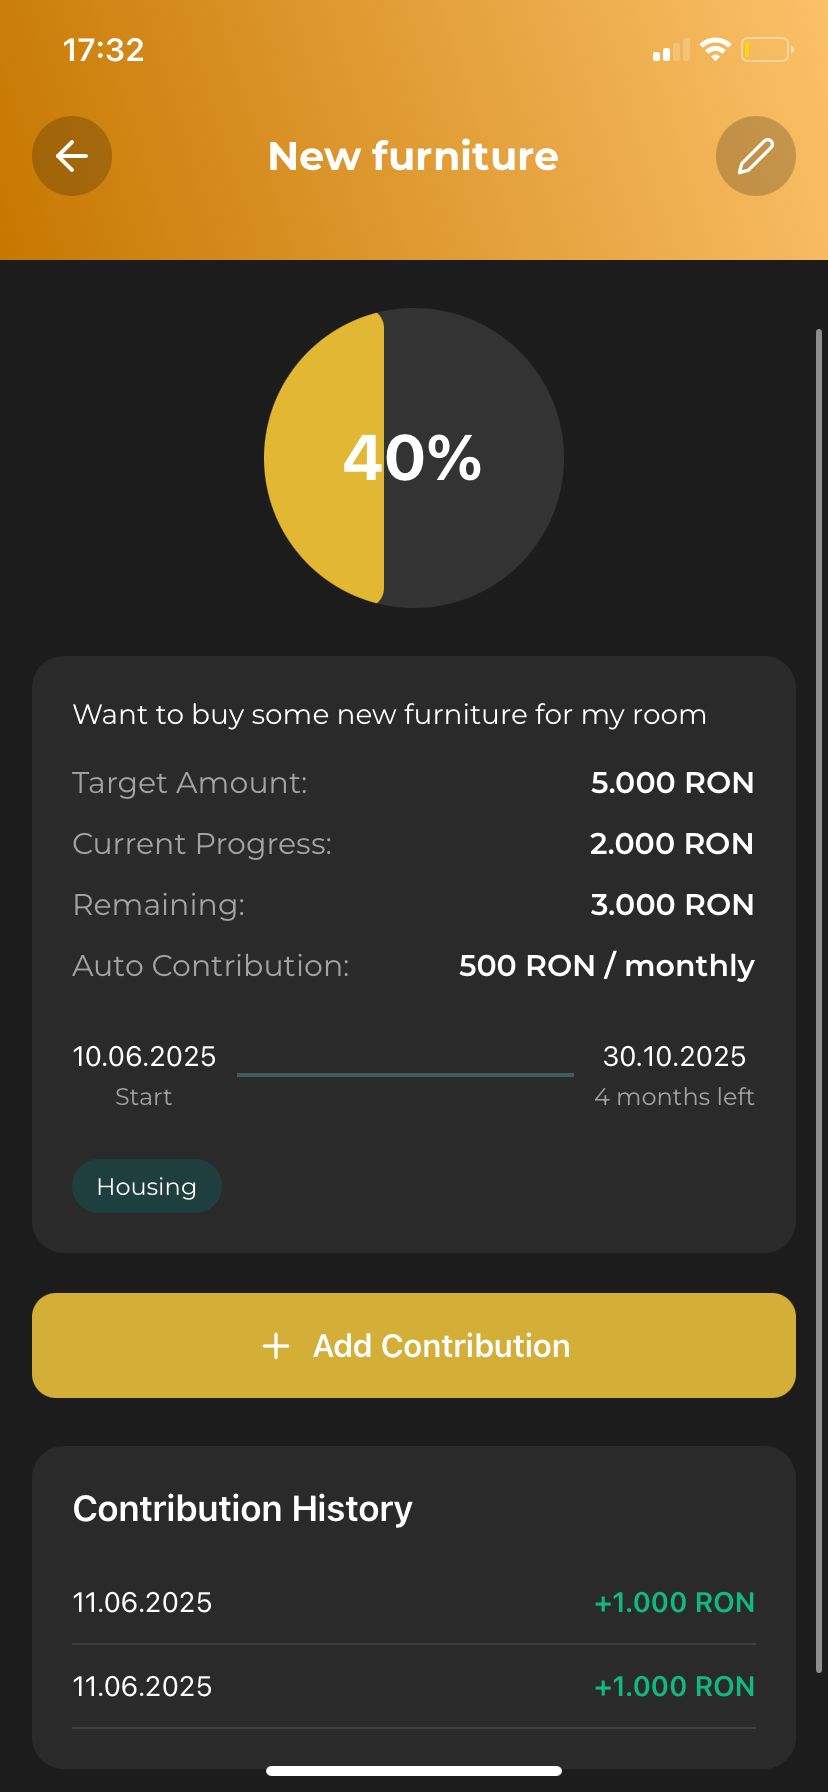 17:32
New furniture
40%
Want to buy some new furniture for my room
Target Amount: 5.000 RON
Current Progress: 2.000 RON
Remaining: 3.000 RON
Auto Contribution: 500 RON / monthly
10.06.2025 30.10.2025
Start 4 months left
Housing
+ Add Contribution
Contribution History
11.06.2025 +1.000 RON
11.06.2025 +1.000 RON